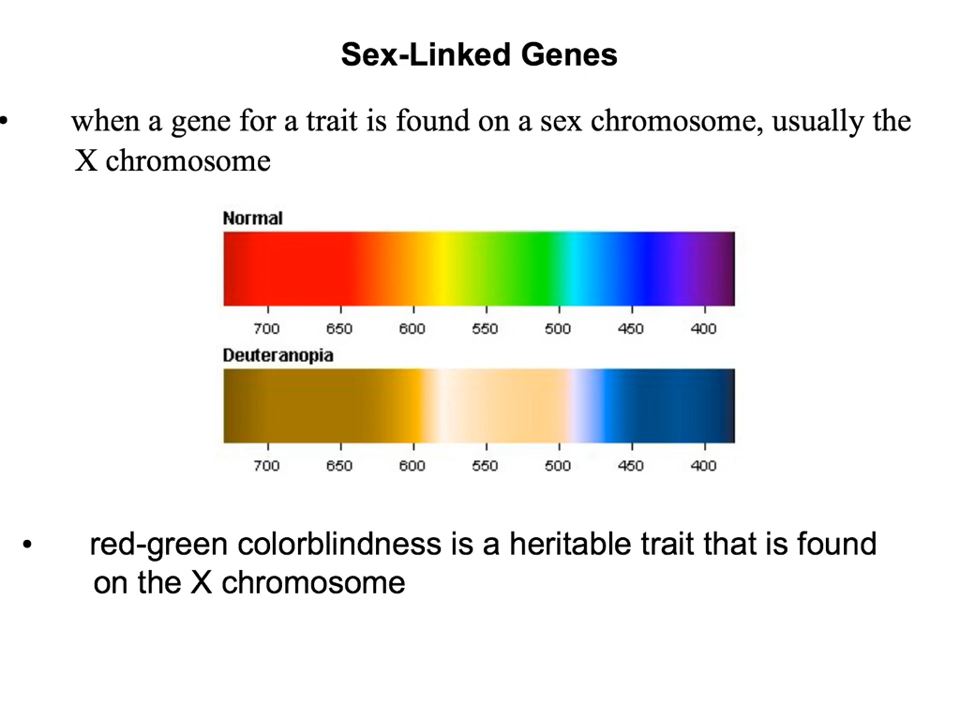 Sex-Linked Genes
• when a gene for a trait is found on a sex chromosome, usually the
X chromosome
Normal
700 650 600 550 500 450 400
Deuteranopia
700 650 600 550 500 450 400
• red-green colorblindness is a heritable trait that is found
on the X chromosome